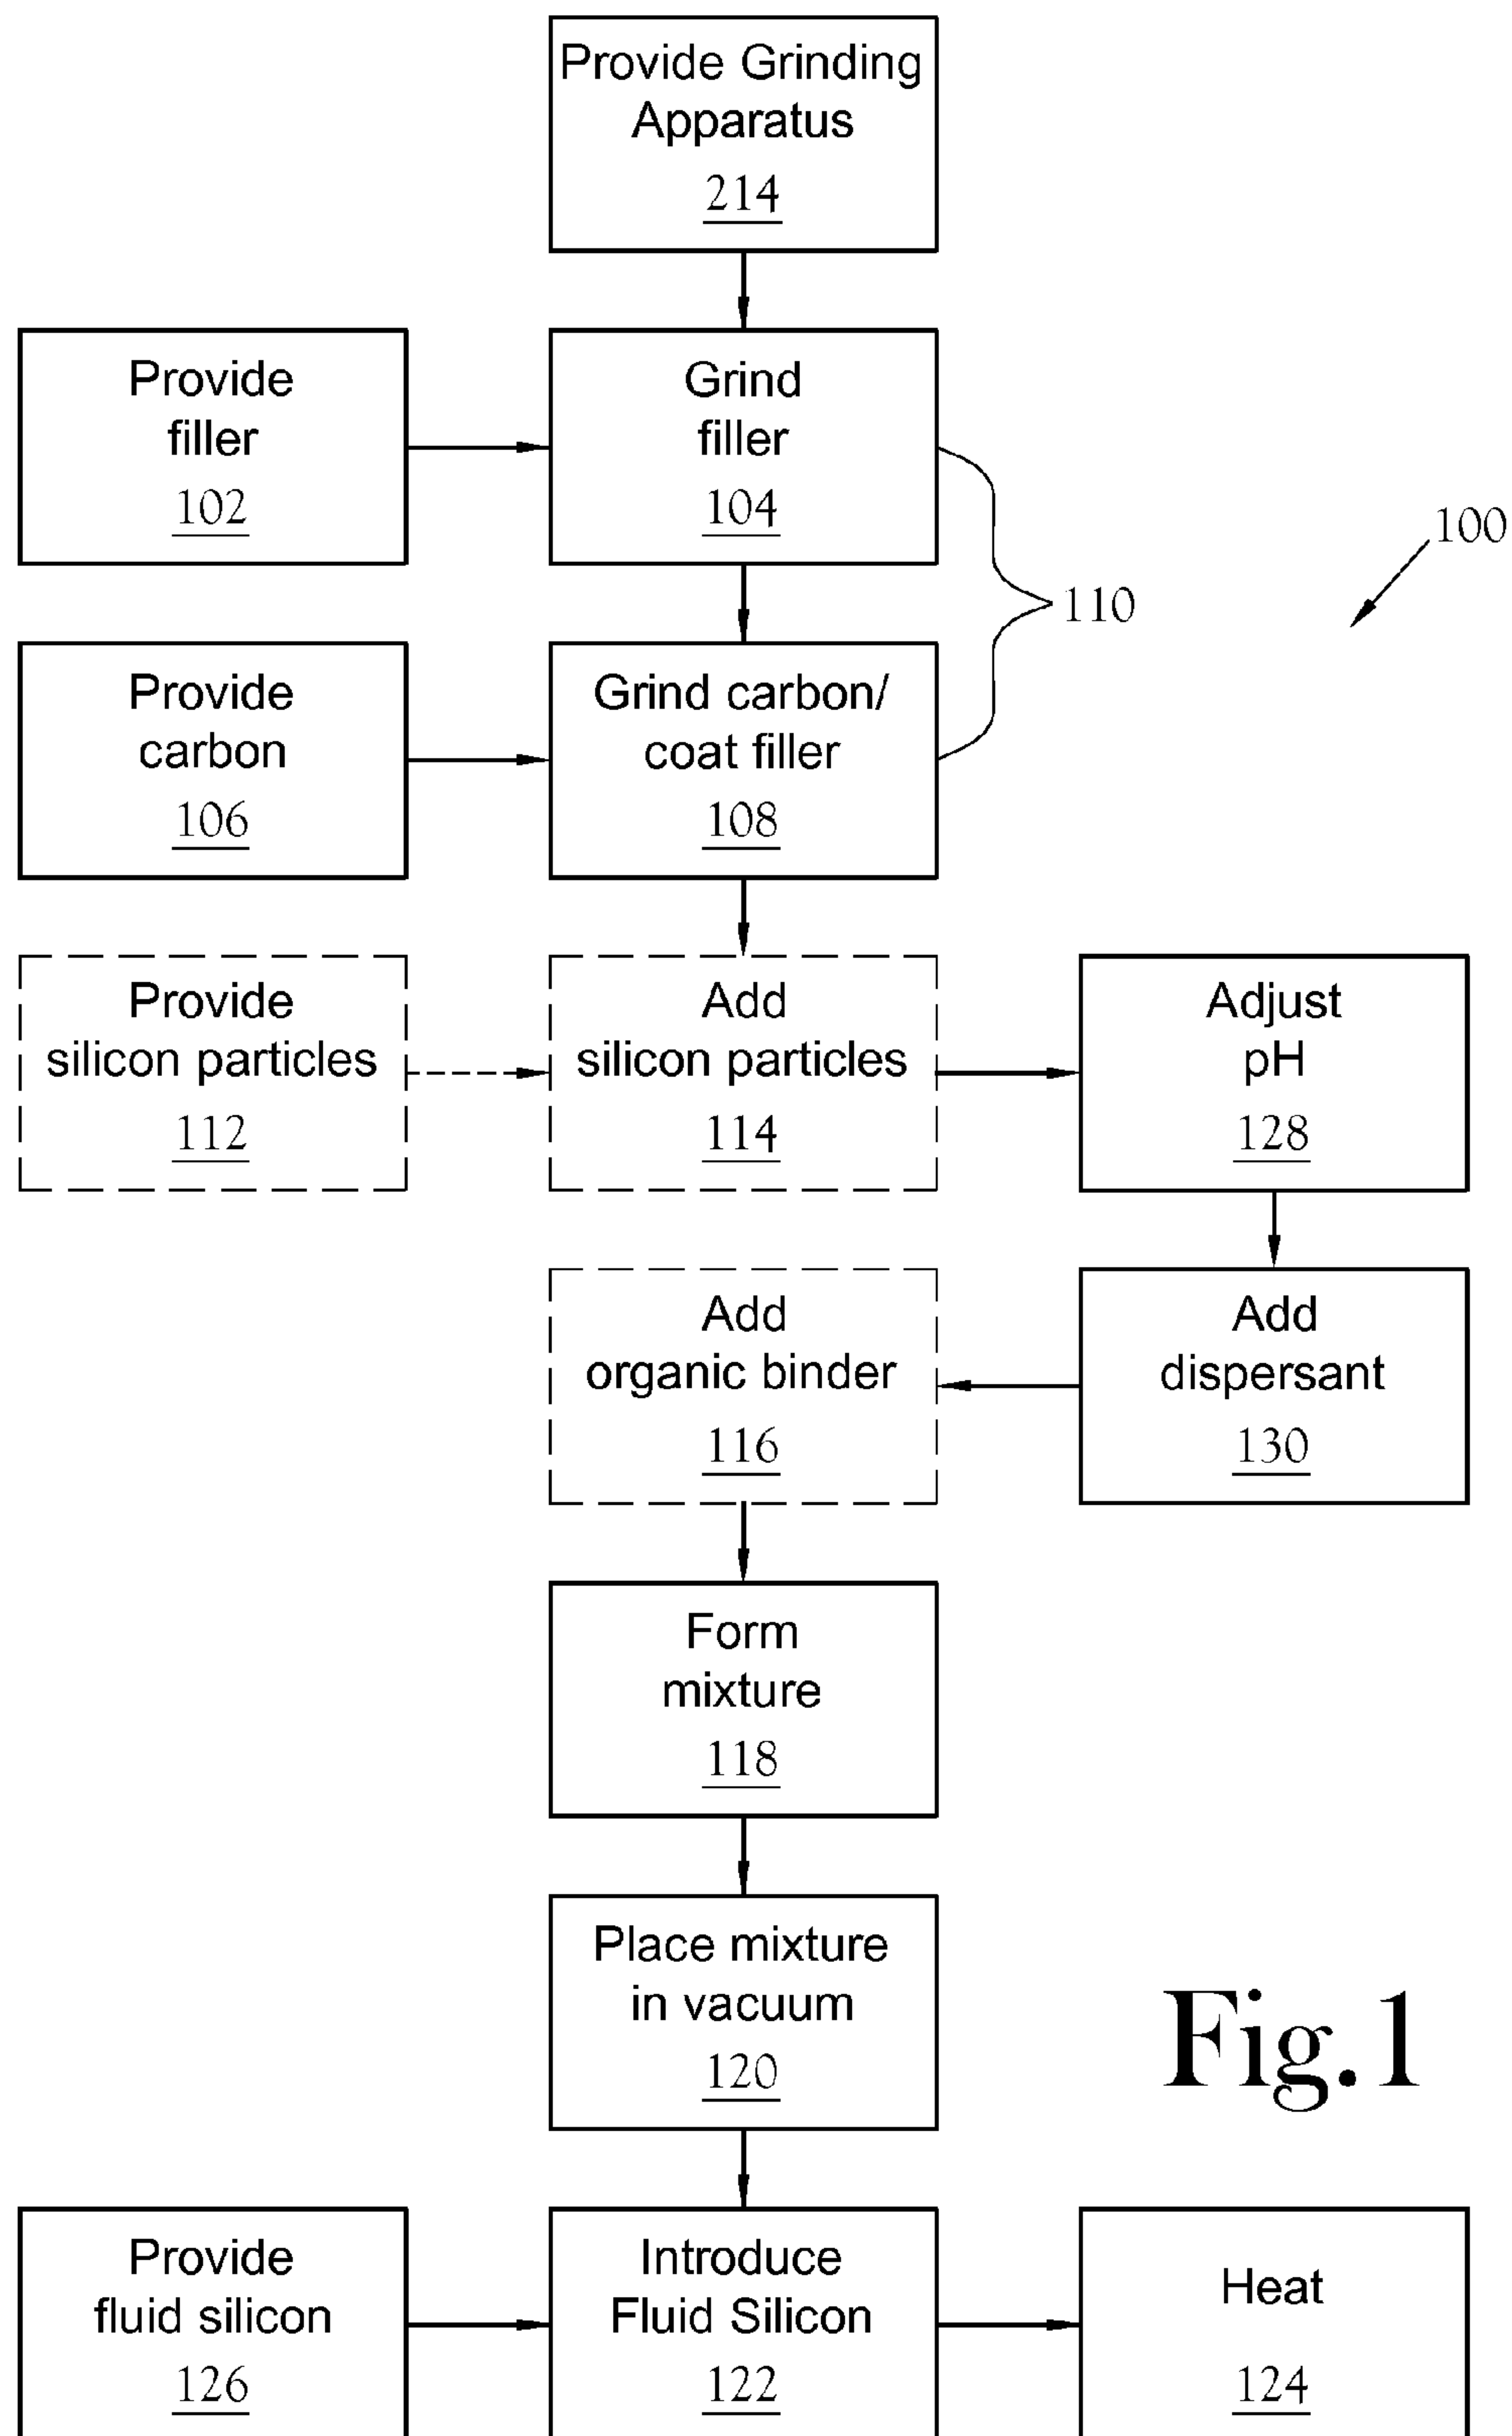 Provide Grinding
Apparatus
214
Provide
filler
102
Grind
filler
104
100
110
Provide
carbon
106
Grind carbon/
coat filler
108
Provide
silicon particles
112
Add
silicon particles
114
Adjust
pH
128
Add
organic binder
116
Add
dispersant
130
Form
mixture
118
Place mixture
in vacuum
120
Fig.1
Provide
fluid silicon
126
Introduce
Fluid Silicon
122
Heat
124